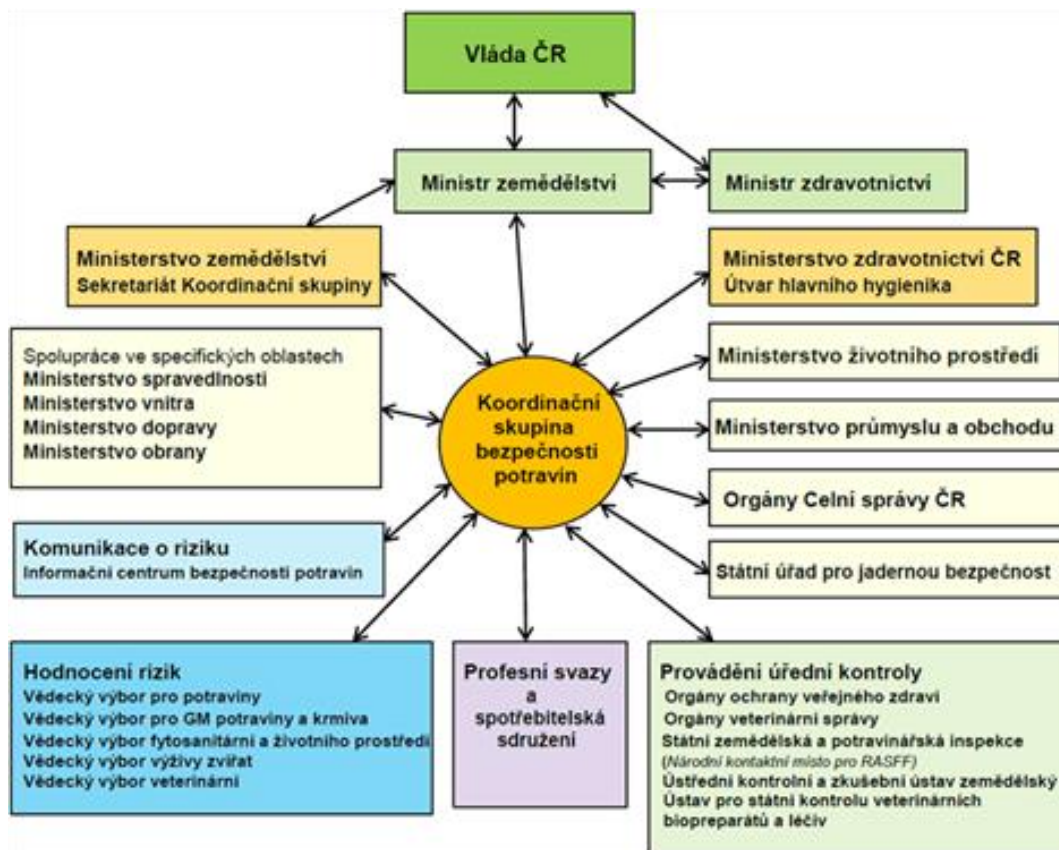 Vláda ČR
Ministr zemědělství
Ministr zdravotnictví
Ministerstvo zemědělství
Sekretariát Koordinační skupiny
Ministerstvo zdravotnictví ČR
Útvar hlavního hygienika
Spolupráce ve specifických oblastech
Ministerstvo spravedlnosti
Ministerstvo vnitra
Ministerstvo dopravy
Ministerstvo obrany
Koordinační
skupina
bezpečnosti
potravin
Ministerstvo životního prostředí
Ministerstvo průmyslu a obchodu
Orgány Celní správy ČR
Státní úřad pro jadernou bezpečnost
Komunikace o riziku
Informační centrum bezpečnosti potravin
Hodnocení rizik
Vědecký výbor pro potraviny
Vědecký výbor pro GM potraviny a krmiva
Vědecký výbor fytosanitární a životního prostředí
Vědecký výbor výživy zvířat
Vědecký výbor veterinární
Profesní svazy
a
spotřebitelská
sdružení
Provádění úřední kontroly
Orgány ochrany veřejného zdraví
Orgány veterinární správy
Státní zemědělská a potravinářská inspekce
(Národní kontaktní místo pro RASFF)
Ústřední kontrolní a zkušební ústav zemědělský
Ústav pro státní kontrolu veterinárních
biopreparátů a léčiv